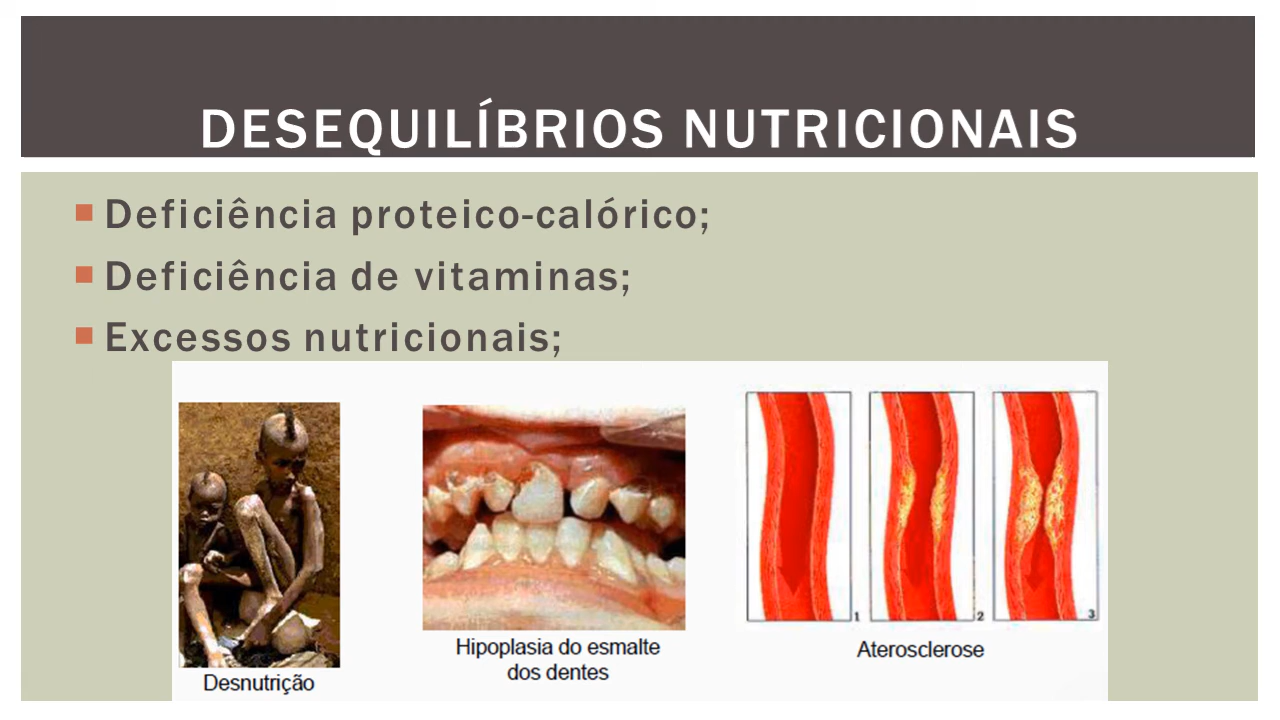 DESEQUILÍBRIOS NUTRICIONAIS
Deficiência proteico-calórico;
Deficiência de vitaminas;
Excessos nutricionais;
1
2
3
Desnutrição
Hipoplasia do esmalte
dos dentes
Aterosclerose